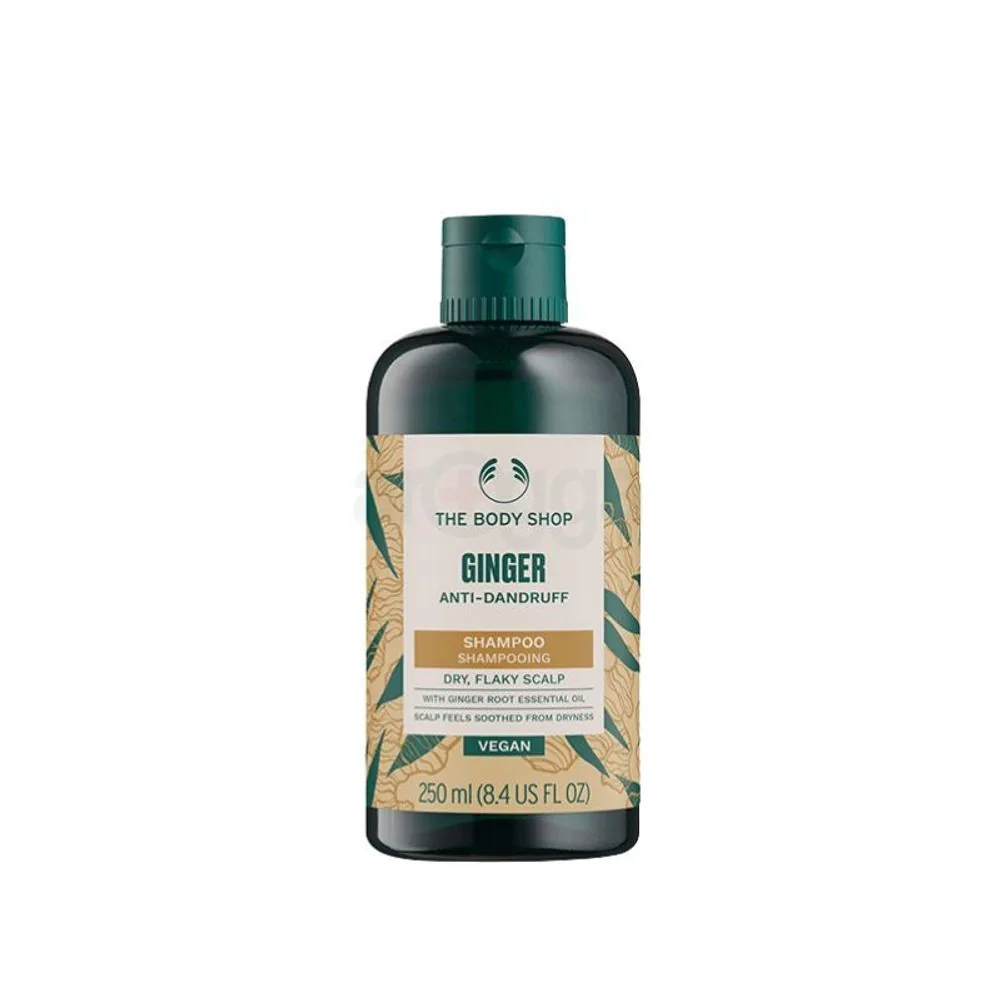 THE BODY SHOP
GINGER
ANTI-DANDRUFF
SHAMPOO
SHAMPOOING
DRY, FLAKY SCALP
WITH GINGER ROOT ESSENTIAL OIL
SCALP FEELS SOOTHED FROM DRYNESS
VEGAN
250 ml (8.4 US FL OZ)